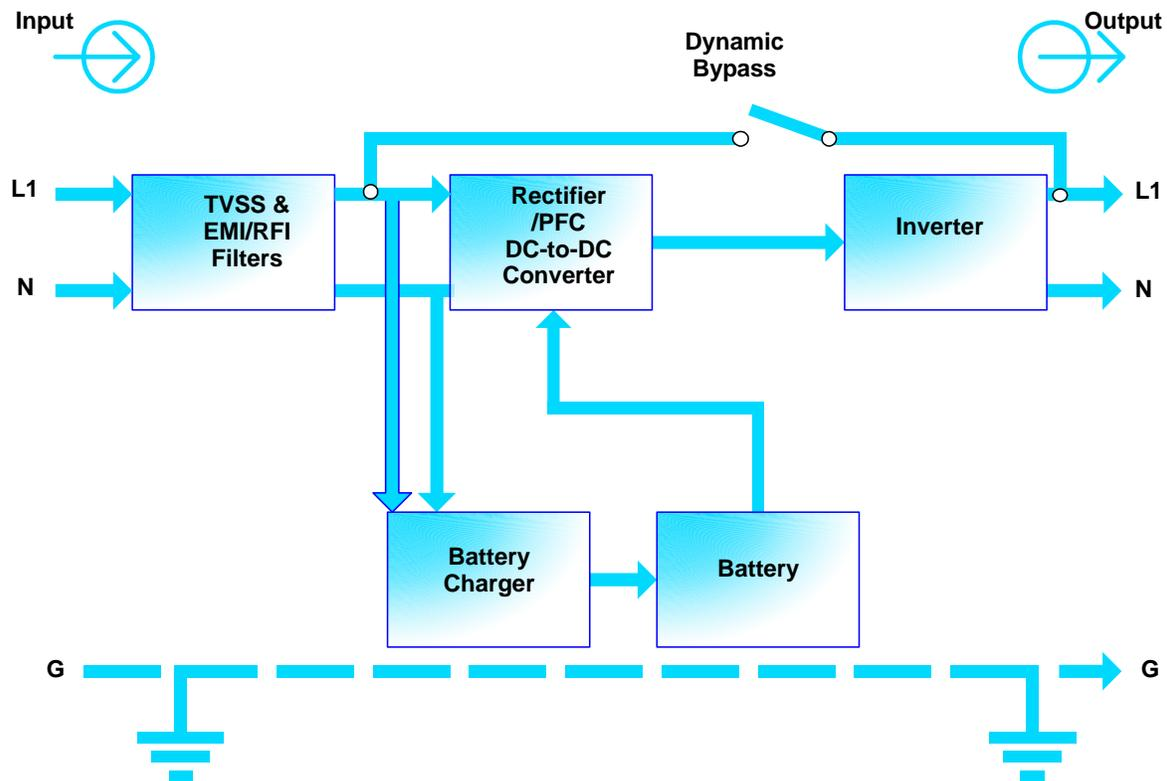 Input
Output
Dynamic
Bypass
L1
TVSS &
EMI/RFI
Filters
Rectifier
/PFC
DC-to-DC
Converter
Inverter
L1
N
N
Battery
Charger
Battery
G
G